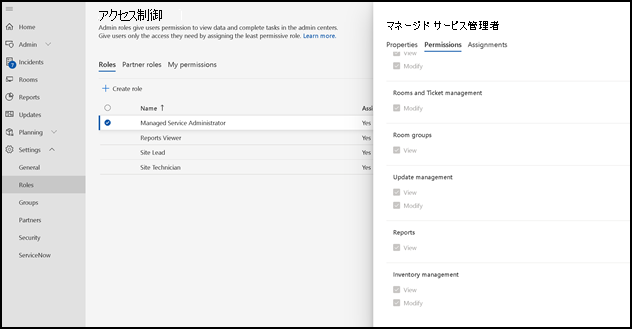 Home
Admin
Incidents
7
Rooms
Reports
Updates
Planning
Settings
General
Roles
Groups
Partners
Security
ServiceNow
アクセス制御
Admin roles give users permission to view data and complete tasks in the admin centers.
Give users only the access they need by assigning the least permissive role. Learn more.
Roles Partner roles My permissions
+ Create role
Name ↑ Assi
Managed Service Administrator Yes
Reports Viewer Yes
Site Lead Yes
Site Technician Yes
マネージド サービス管理者
Properties Permissions Assignments
View
Modify
Rooms and Ticket management
Modify
Room groups
View
Update management
View
Modify
Reports
View
Inventory management
View
Modify